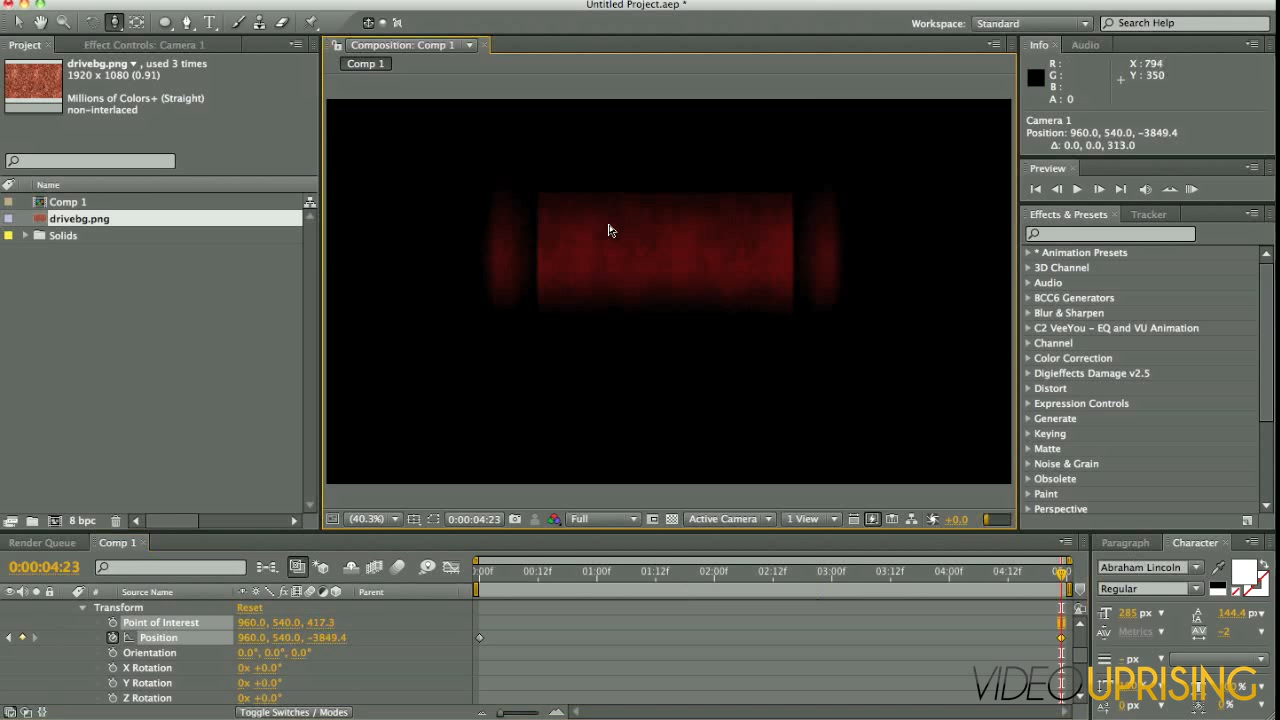 Untitled Project.aep *
Workspace: Standard
Search Help
Project
Effect Controls: Camera 1
Composition: Comp 1
Info
Audio
drivebg.png ▾, used 3 times
1920 x 1080 (0.91)
Millions of Colors+ (Straight)
non-interlaced
Comp 1
R :
G :
B :
A : 0
X : 794
Y : 350
Camera 1
Position: 960.0, 540.0, -3849.4
Δ: 0.0, 0.0, 313.0
Preview
Effects & Presets
Tracker
Name
Comp 1
drivebg.png
Solids
* Animation Presets
3D Channel
Audio
BCC6 Generators
Blur & Sharpen
C2 VeeYou - EQ and VU Animation
Channel
Color Correction
Digieffects Damage v2.5
Distort
Expression Controls
Generate
Keying
Matte
Noise & Grain
Obsolete
Paint
Perspective
8 bpc
(40.3%)
0:00:04:23
Full
Active Camera
1 View
+0.0
Render Queue
Comp 1
Paragraph
Character
0:00:04:23
:00f 00:12f 01:00f 01:12f 02:00f 02:12f 03:00f 03:12f 04:00f 04:12f
Abraham Lincoln
Regular
# Source Name
Parent
Transform
Reset
Point of Interest
960.0, 540.0, 417.3
Position
960.0, 540.0, -3849.4
Orientation
0.0°, 0.0°, 0.0°
X Rotation
0x +0.0°
Y Rotation
0x +0.0°
Z Rotation
0x +0.0°
285 px
144.4 p
Metrics
-2
- px
%
0 px
0 %
Toggle Switches / Modes
VIDEOUPRISING